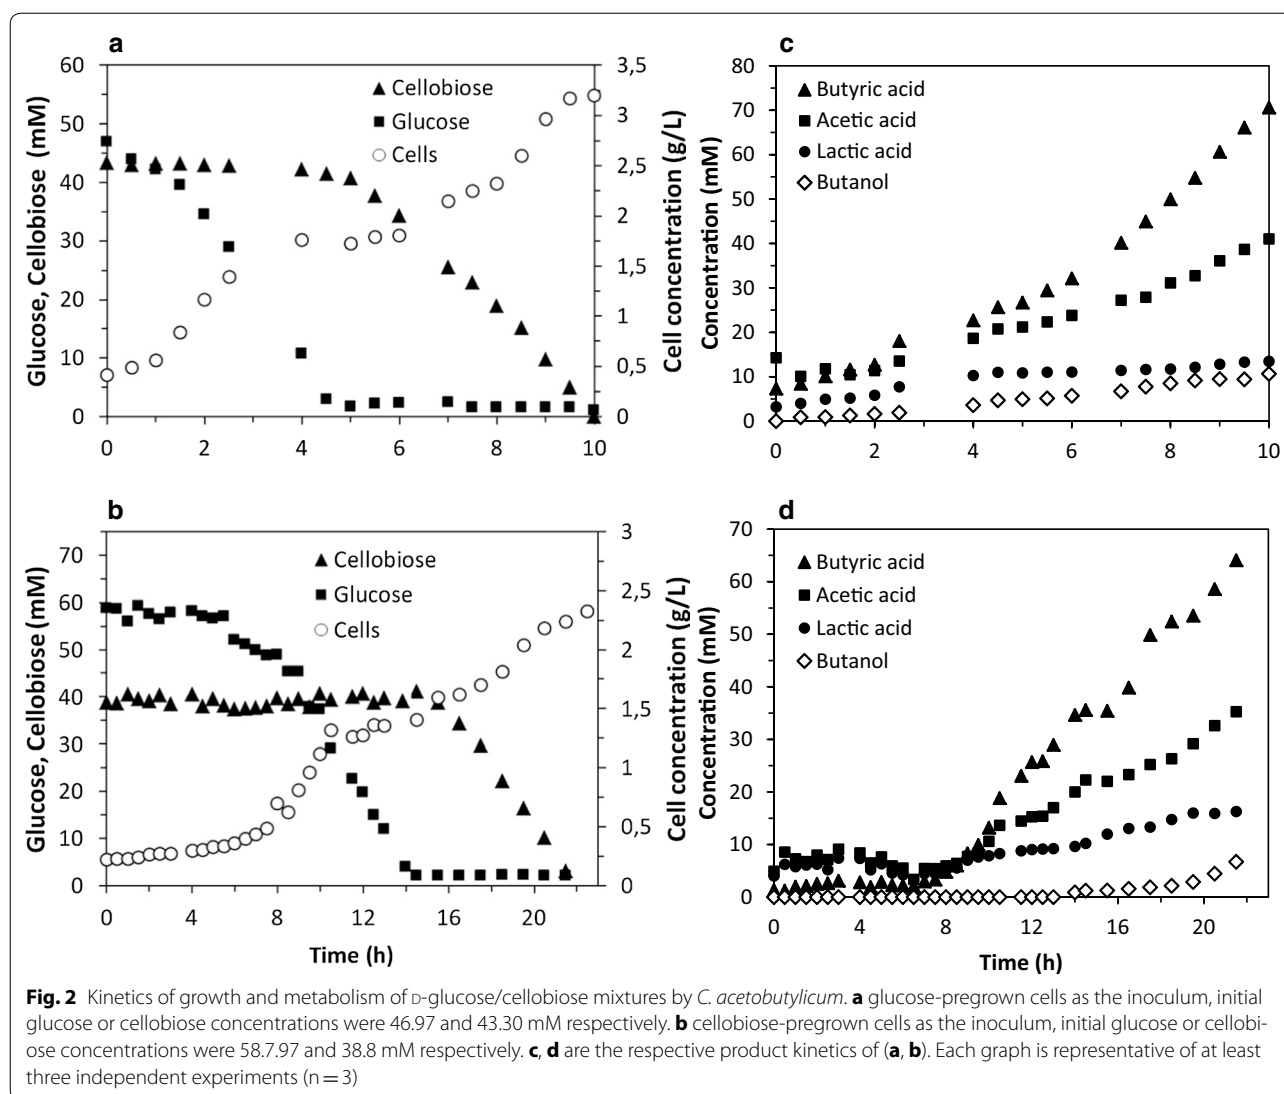 a
60
50
40
30
20
10
0
Glucose, Cellobiose (mM)
Cellobiose
Glucose
Cells
3,5
3
2,5
2
1,5
1
0,5
0
Cell concentration (g/L)
0 2 4 6 8 10
c
80
70
60
50
40
30
20
10
0
Concentration (mM)
Butyric acid
Acetic acid
Lactic acid
Butanol
0 2 4 6 8 10
b
70
60
50
40
30
20
10
0
Glucose, Cellobiose (mM)
Cellobiose
Glucose
Cells
3
2,5
2
1,5
1
0,5
0
Cell concentration (g/L)
0 4 8 12 16 20
Time (h)
d
70
60
50
40
30
20
10
0
Concentration (mM)
Butyric acid
Acetic acid
Lactic acid
Butanol
0 4 8 12 16 20
Time (h)
Fig. 2 Kinetics of growth and metabolism of D-glucose/cellobiose mixtures by C. acetobutylicum. a glucose-pregrown cells as the inoculum, initial
glucose or cellobiose concentrations were 46.97 and 43.30 mM respectively. b cellobiose-pregrown cells as the inoculum, initial glucose or cellobi-
ose concentrations were 58.7.97 and 38.8 mM respectively. c, d are the respective product kinetics of (a, b). Each graph is representative of at least
three independent experiments (n = 3)